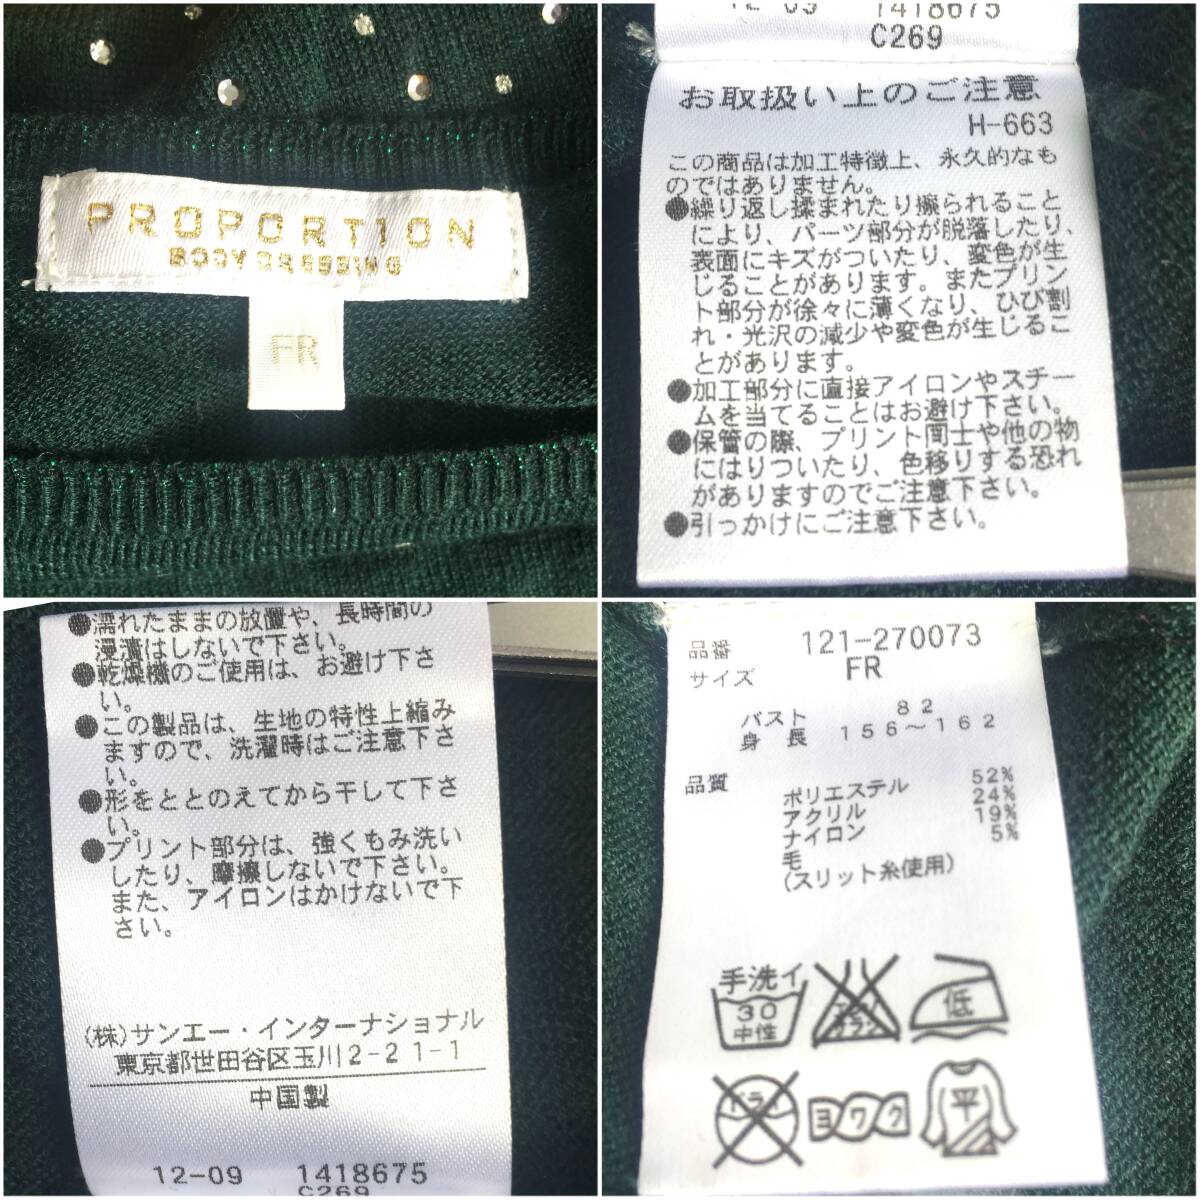 PROPORTION
BODY DRESSING
FR
12-09 1418675
C269
お取扱い上のご注意
H-663
この商品は加工特徴上、永久的なも
のではありません。
●繰り返し揉まれたり擦られること
により、パーツ部分が脱落したり、
表面にキズがついたり、変色が生
じることがあります。またプリン
ト部分が徐々に薄くなり、ひび割
れ・光沢の減少や変色が生じるこ
とがあります。
●加工部分に直接アイロンやスチー
ムを当てることはお避け下さい。
●保管の際、プリント同士や他の物
にはりついたり、色移りする恐れ
がありますのでご注意下さい。
●引っかけにご注意下さい。
●濡れたままの放置や、長時間の
浸漬はしないで下さい。
●乾燥機のご使用は、お避け下さ
い。
●この製品は、生地の特性上縮み
ますので、洗濯時はご注意下さ
い。
●形をととのえてから干して下さ
い。
●プリント部分は、強くもみ洗い
したり、摩擦しないで下さい。
また、アイロンはかけないで下
さい。
(株)サンエー・インターナショナル
東京都世田谷区玉川2-21-1
中国製
12-09 1418675
C269
品番 121-270073
サイズ FR
バスト 82
身長 156～162
品質
ポリエステル 52%
アクリル 24%
ナイロン 19%
毛 5%
(スリット糸使用)
手洗イ
30
中性
エンソ
サラシ
低
ドライ
ヨワク
平